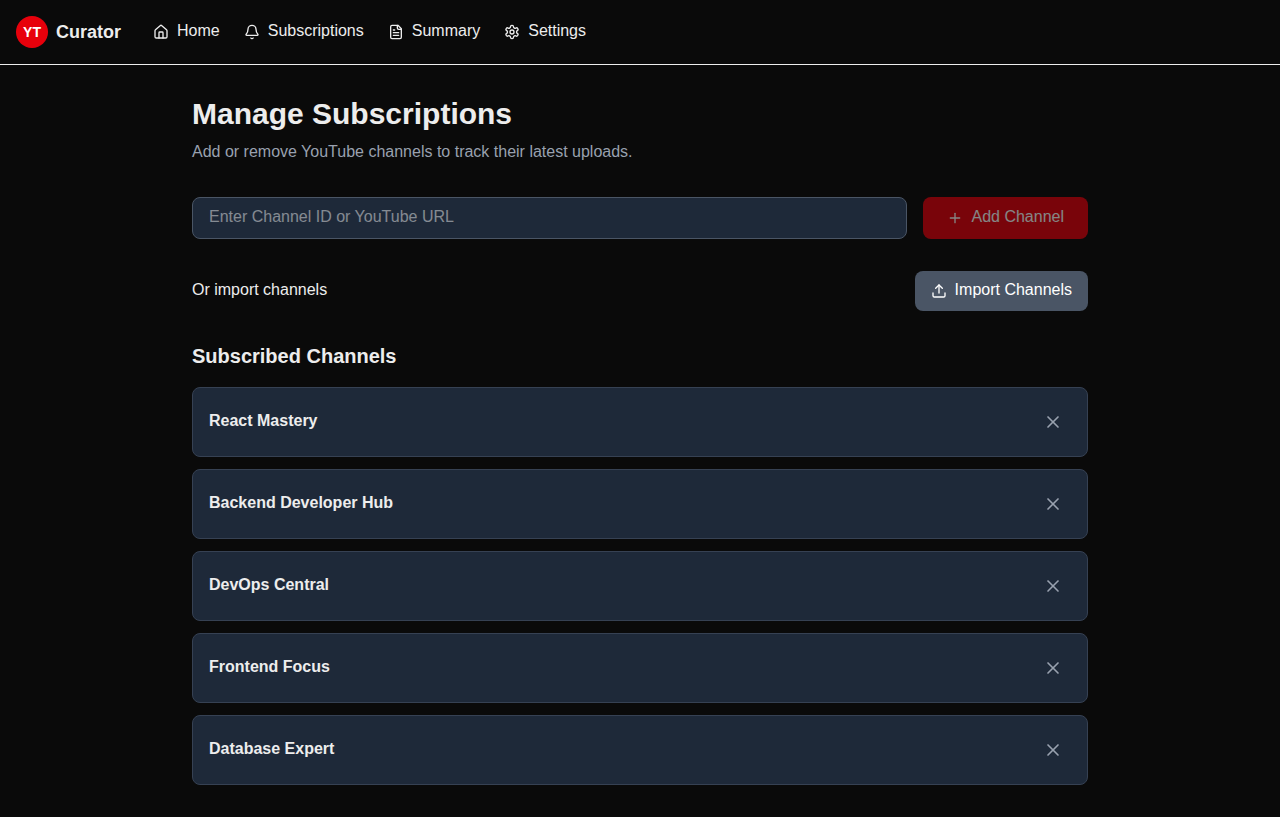 YT Curator Home Subscriptions Summary Settings
Manage Subscriptions
Add or remove YouTube channels to track their latest uploads.
Enter Channel ID or YouTube URL Add Channel
Or import channels Import Channels
Subscribed Channels
React Mastery
Backend Developer Hub
DevOps Central
Frontend Focus
Database Expert